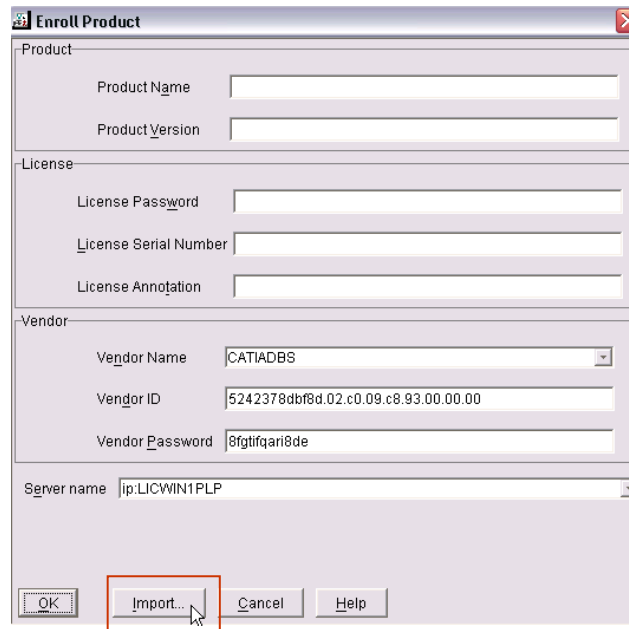 Enroll Product
Product
Product Name
Product Version
License
License Password
License Serial Number
License Annotation
Vendor
Vendor Name CATIADBS
Vendor ID 5242378dbf8d.02.c0.09.c8.93.00.00.00
Vendor Password 8fgtifqari8de
Server name ip:LICWIN1PLP
OK Import... Cancel Help